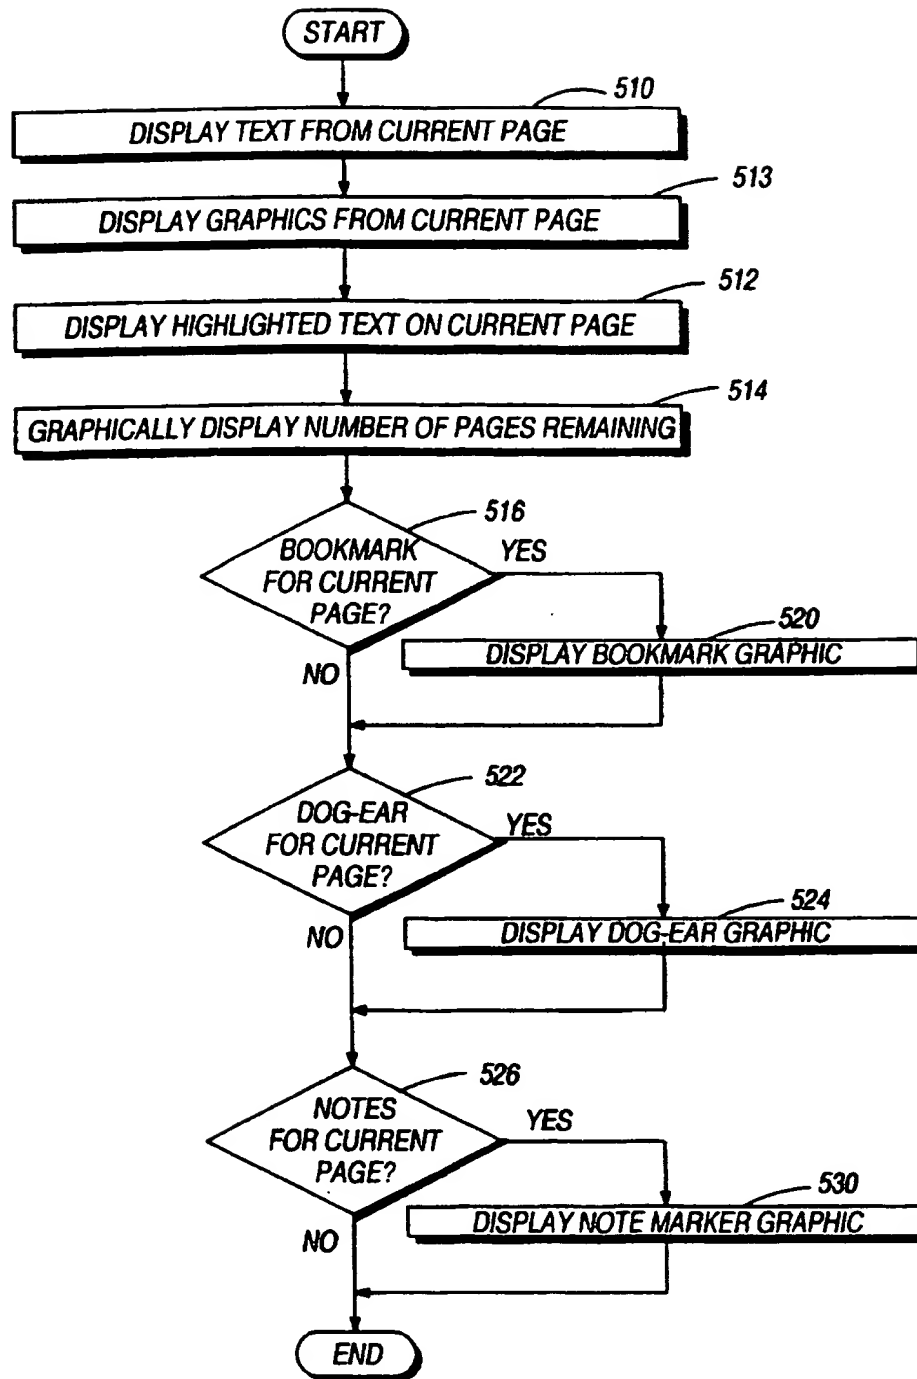 START
510
DISPLAY TEXT FROM CURRENT PAGE
513
DISPLAY GRAPHICS FROM CURRENT PAGE
512
DISPLAY HIGHLIGHTED TEXT ON CURRENT PAGE
514
GRAPHICALLY DISPLAY NUMBER OF PAGES REMAINING
516
BOOKMARK
FOR CURRENT
PAGE?
YES
520
DISPLAY BOOKMARK GRAPHIC
NO
522
DOG-EAR
FOR CURRENT
PAGE?
YES
524
DISPLAY DOG-EAR GRAPHIC
NO
526
NOTES
FOR CURRENT
PAGE?
YES
530
DISPLAY NOTE MARKER GRAPHIC
NO
END